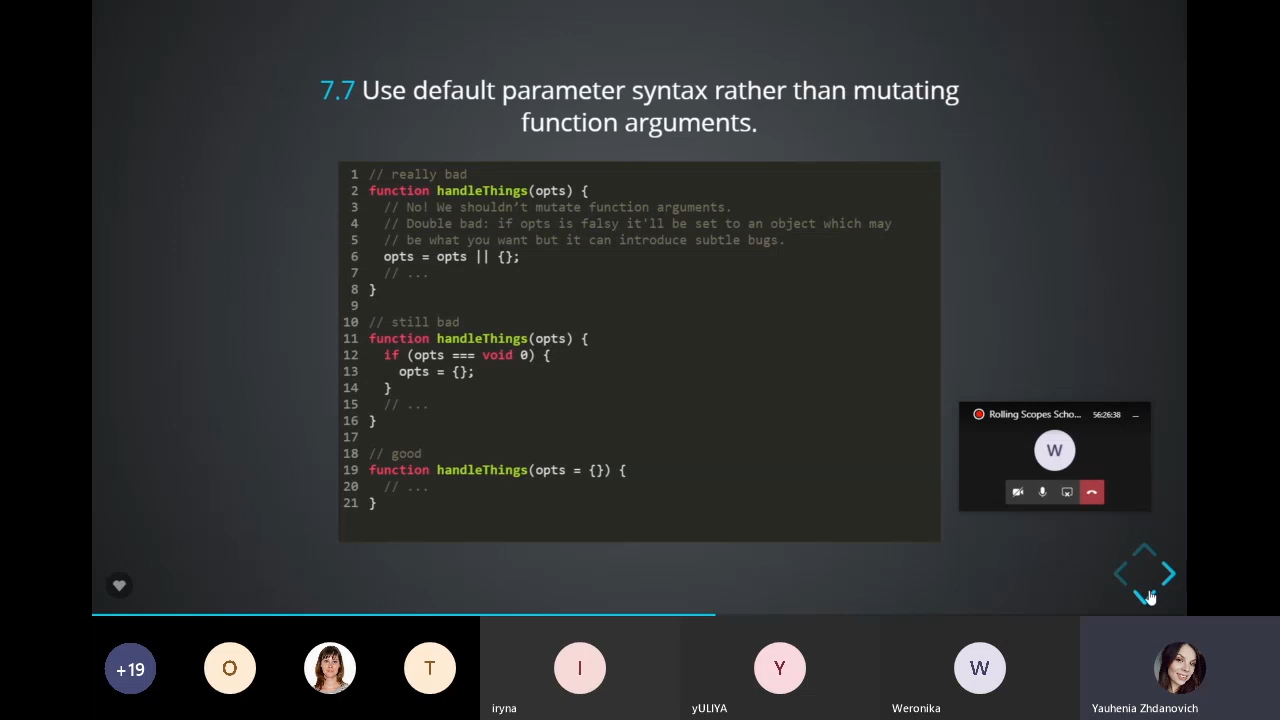 7.7 Use default parameter syntax rather than mutating
function arguments.
1 // really bad
2 function handleThings(opts) {
3 // No! We shouldn't mutate function arguments.
4 // Double bad: if opts is falsy it'll be set to an object which may
5 // be what you want but it can introduce subtle bugs.
6 opts = opts || {};
7 // ...
8 }
9
10 // still bad
11 function handleThings(opts) {
12 if (opts === void 0) {
13 opts = {};
14 }
15 // ...
16 }
17
18 // good
19 function handleThings(opts = {}) {
20 // ...
21 }
Rolling Scopes Scho... 56:26:38
W
+19 O T I Y W
iryna yULIYA Weronika Yauhenia Zhdanovich